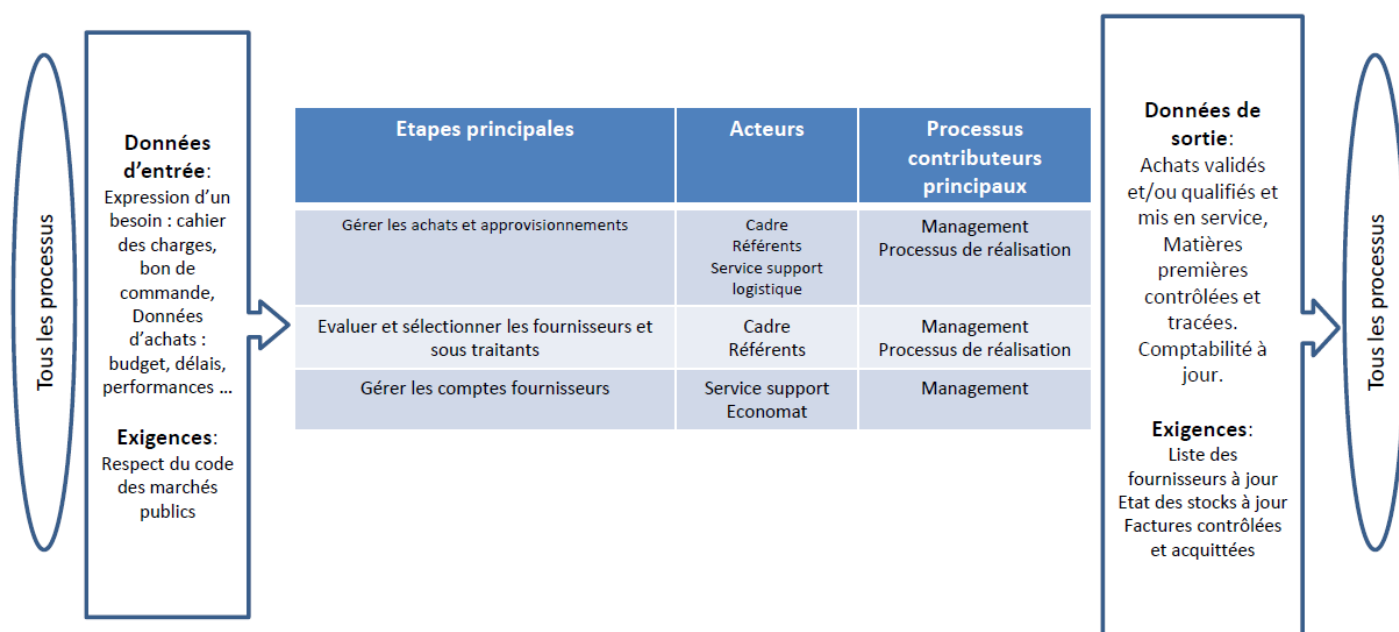 Tous les processus
Données
d'entrée:
Expression d'un
besoin : cahier
des charges,
bon de
commande,
Données
d'achats :
budget, délais,
performances …
Exigences:
Respect du code
des marchés
publics
Etapes principales
Acteurs
Processus
contributeurs
principaux
Gérer les achats et approvisionnements
Cadre
Référents
Service support
logistique
Management
Processus de réalisation
Evaluer et sélectionner les fournisseurs et
sous traitants
Cadre
Référents
Management
Processus de réalisation
Gérer les comptes fournisseurs
Service support
Economat
Management
Données de
sortie:
Achats validés
et/ou qualifiés et
mis en service,
Matières
premières
contrôlées et
tracées.
Comptabilité à
jour.
Exigences:
Liste des
fournisseurs à jour
Etat des stocks à jour
Factures contrôlées
et acquittées
Tous les processus